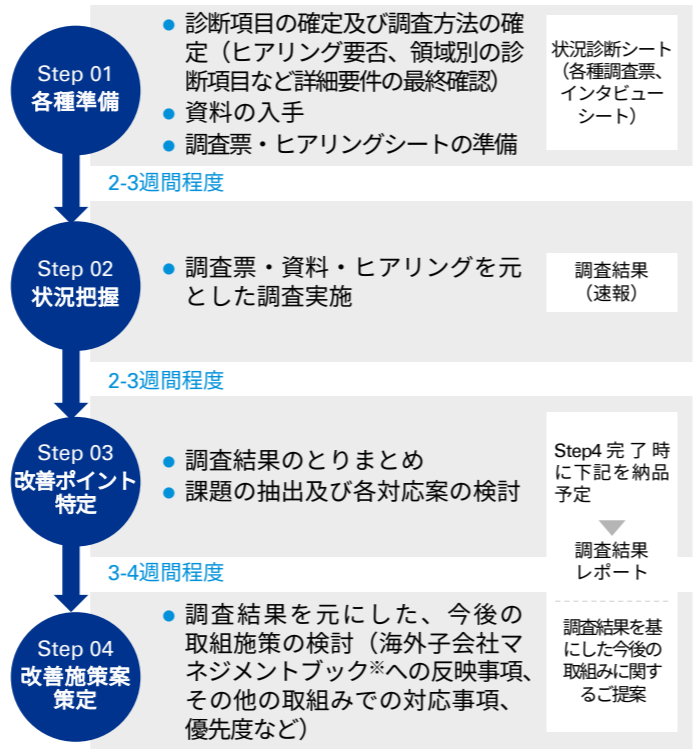 Step 01
各種準備
● 診断項目の確定及び調査方法の確
定（ヒアリング要否、領域別の診
断項目など詳細要件の最終確認）
● 資料の入手
● 調査票・ヒアリングシートの準備
状況診断シート
（各種調査票、
インタビュー
シート）
2-3週間程度
Step 02
状況把握
● 調査票・資料・ヒアリングを元
とした調査実施
調査結果
（速報）
2-3週間程度
Step 03
改善ポイント
特定
● 調査結果のとりまとめ
● 課題の抽出及び各対応案の検討
Step4完了時
に下記を納品
予定
調査結果
レポート
3-4週間程度
Step 04
改善施策案
策定
● 調査結果を元にした、今後の
取組施策の検討（海外子会社マ
ネジメントブック※への反映事項、
その他の取組みでの対応事項、
優先度など）
調査結果を基
にした今後の
取組みに関す
るご提案